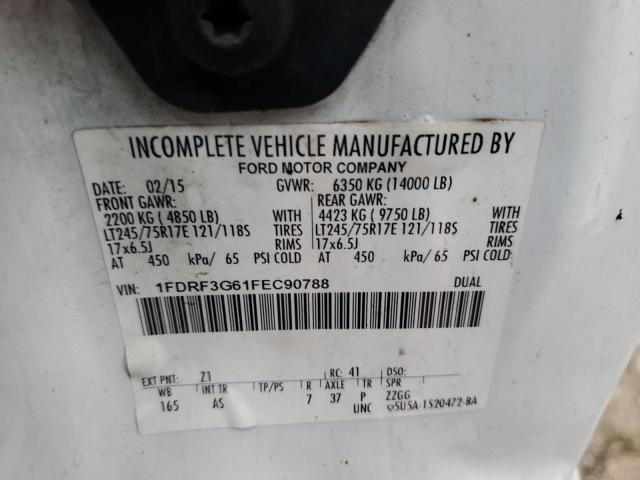 INCOMPLETE VEHICLE MANUFACTURED BY
FORD MOTOR COMPANY
DATE: 02/15 GVWR: 6350 KG (14000 LB)
FRONT GAWR: REAR GAWR:
2200 KG ( 4850 LB) WITH 4423 KG ( 9750 LB) WITH
LT245/75R17E 121/118S TIRES LT245/75R17E 121/118S TIRES
17x6.5J RIMS 17x6.5J RIMS
AT 450 kPa/ 65 PSI COLD AT 450 kPa/ 65 PSI COLD
VIN: 1FDRF3G61FEC90788 DUAL
EXT PNT: Z1 RC: 41 DSO:
WB INT TR TP/PS R AXLE TR SPR
165 AS 7 37 P ZZGG
UNC 5U5A-1520472-BA